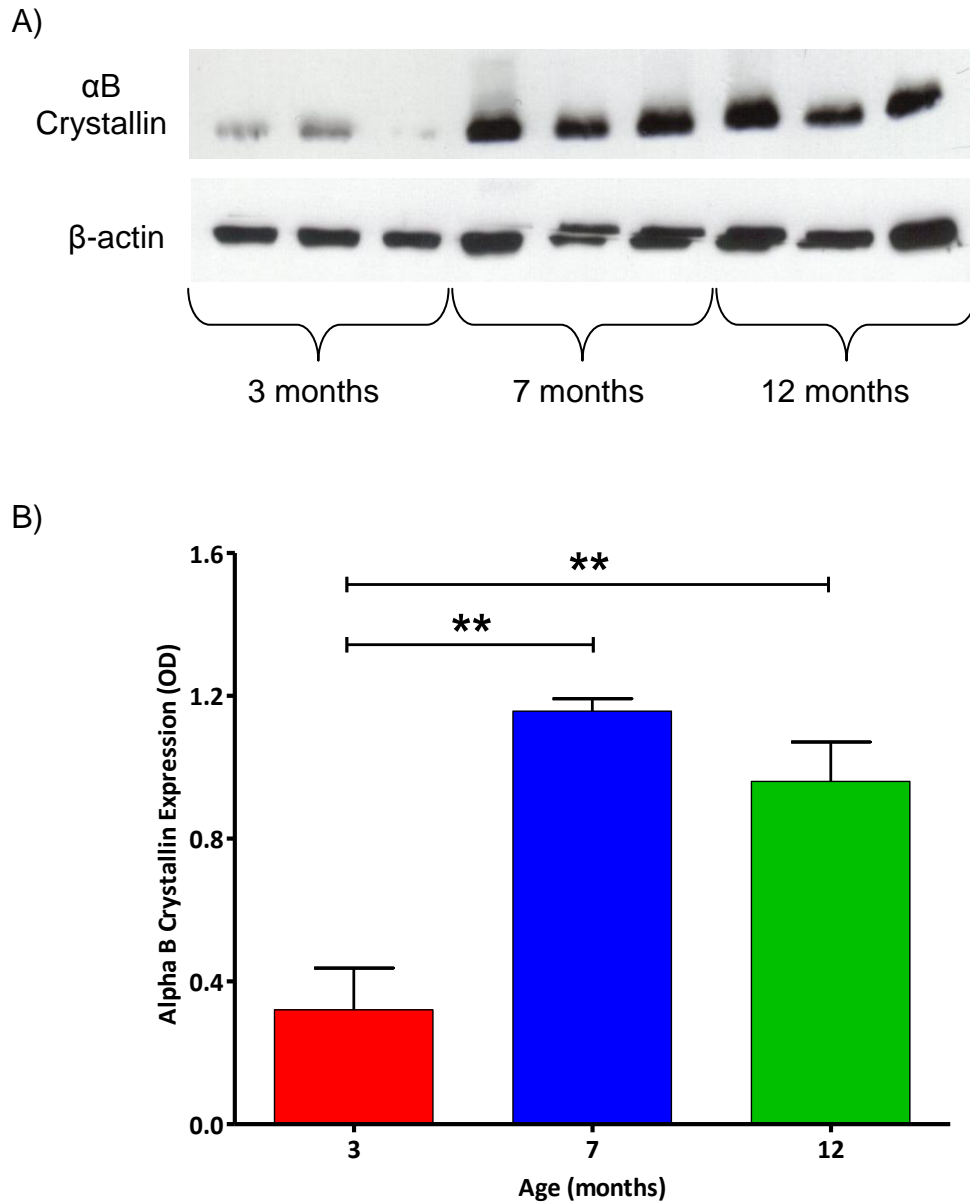 A)
αB
Crystallin
β-actin
3 months
7 months
12 months
B)
Alpha B Crystallin Expression (OD)
1.6
1.2
0.8
0.4
0.0
**
**
3
7
12
Age (months)